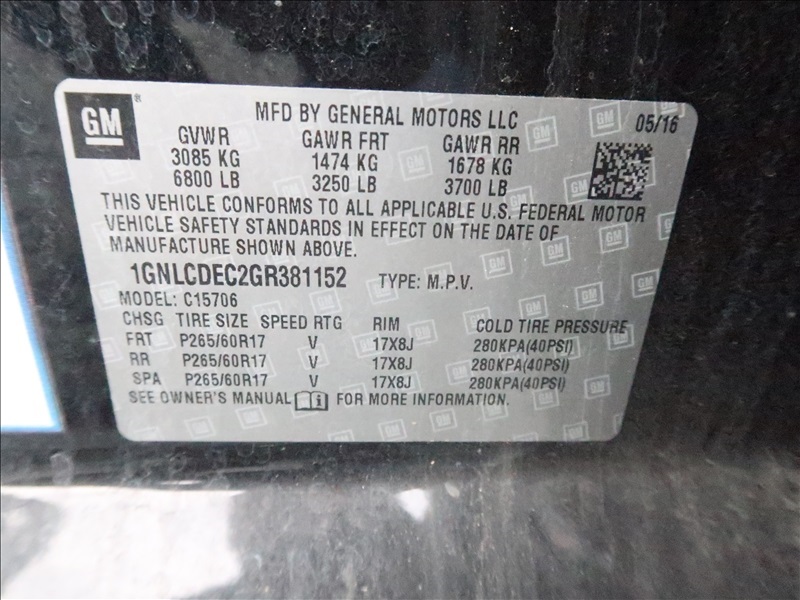 GM ® MFD BY GENERAL MOTORS LLC 05/16
GVWR GAWR FRT GAWR RR
3085 KG 1474 KG 1678 KG
6800 LB 3250 LB 3700 LB
THIS VEHICLE CONFORMS TO ALL APPLICABLE U.S. FEDERAL MOTOR
VEHICLE SAFETY STANDARDS IN EFFECT ON THE DATE OF
MANUFACTURE SHOWN ABOVE.
1GNLCDEC2GR381152 TYPE: M.P.V.
MODEL: C15706
CHSG TIRE SIZE SPEED RTG RIM COLD TIRE PRESSURE
FRT P265/60R17 V 17X8J 280KPA(40PSI)
RR P265/60R17 V 17X8J 280KPA(40PSI)
SPA P265/60R17 V 17X8J 280KPA(40PSI)
SEE OWNER'S MANUAL FOR MORE INFORMATION.